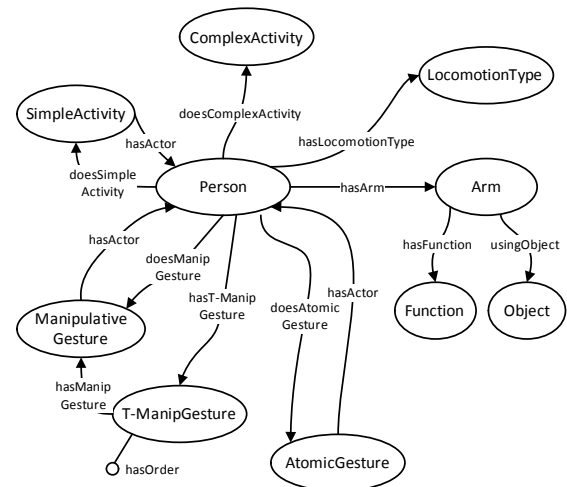 ComplexActivity
LocomotionType
SimpleActivity
doesComplexActivity
hasActor
hasLocomotionType
doesSimple
Activity
Person
hasArm
Arm
hasActor
doesManip
Gesture
hasFunction
usingObject
hasT-Manip
Gesture
doesAtomic
Gesture
hasActor
Manipulative
Gesture
Function
Object
hasManip
Gesture
T-ManipGesture
hasOrder
AtomicGesture